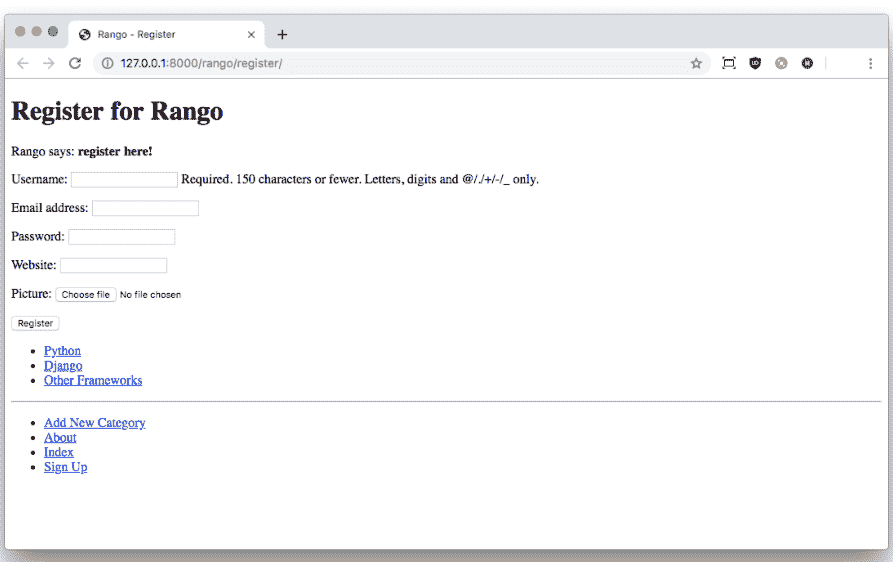 Rango - Register
127.0.0.1:8000/rango/register/
Register for Rango
Rango says: register here!
Username: Required. 150 characters or fewer. Letters, digits and @/./+/-/_ only.
Email address:
Password:
Website:
Picture: Choose file No file chosen
Register
Python
Django
Other Frameworks
Add New Category
About
Index
Sign Up